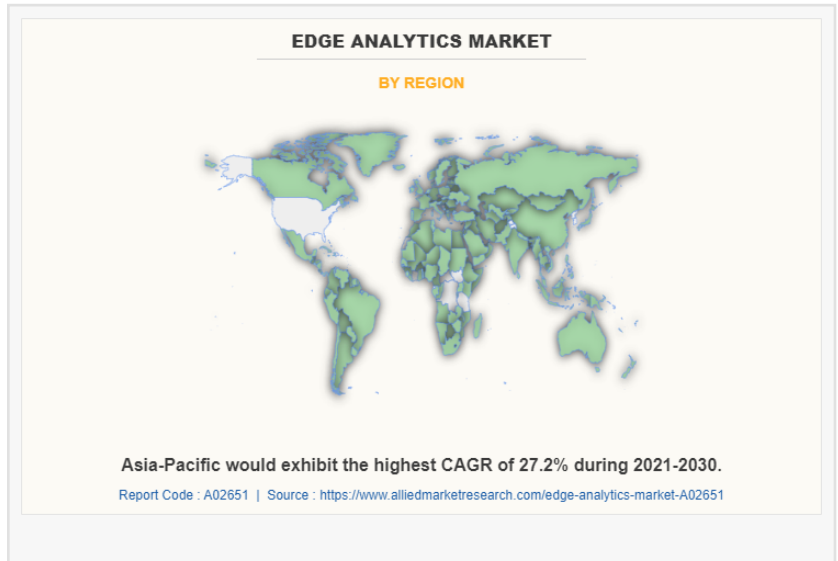 EDGE ANALYTICS MARKET
BY REGION
Asia-Pacific would exhibit the highest CAGR of 27.2% during 2021-2030.
Report Code : A02651 | Source : https://www.alliedmarketresearch.com/edge-analytics-market-A02651